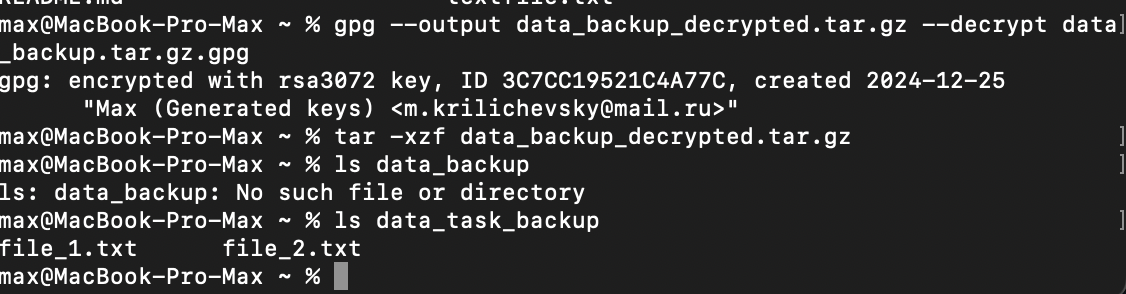 README.md textfile.txt
max@MacBook-Pro-Max ~ % gpg --output data_backup_decrypted.tar.gz --decrypt data]
_backup.tar.gz.gpg
gpg: encrypted with rsa3072 key, ID 3C7CC19521C4A77C, created 2024-12-25
"Max (Generated keys) <m.krilichevsky@mail.ru>"
max@MacBook-Pro-Max ~ % tar -xzf data_backup_decrypted.tar.gz ]
max@MacBook-Pro-Max ~ % ls data_backup ]
ls: data_backup: No such file or directory
max@MacBook-Pro-Max ~ % ls data_task_backup ]
file_1.txt file_2.txt
max@MacBook-Pro-Max ~ %